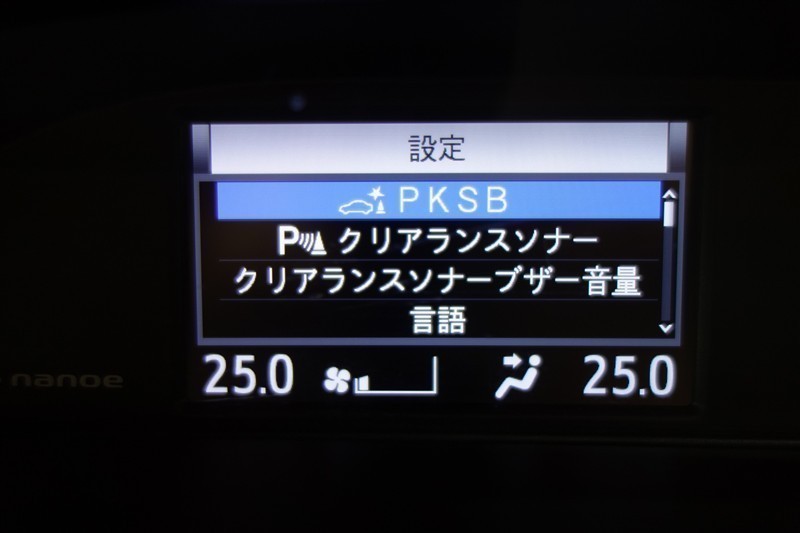 設定
PKSB
P クリアランスソナー
クリアランスソナーブザー音量
言語
25.0 25.0
nanoe